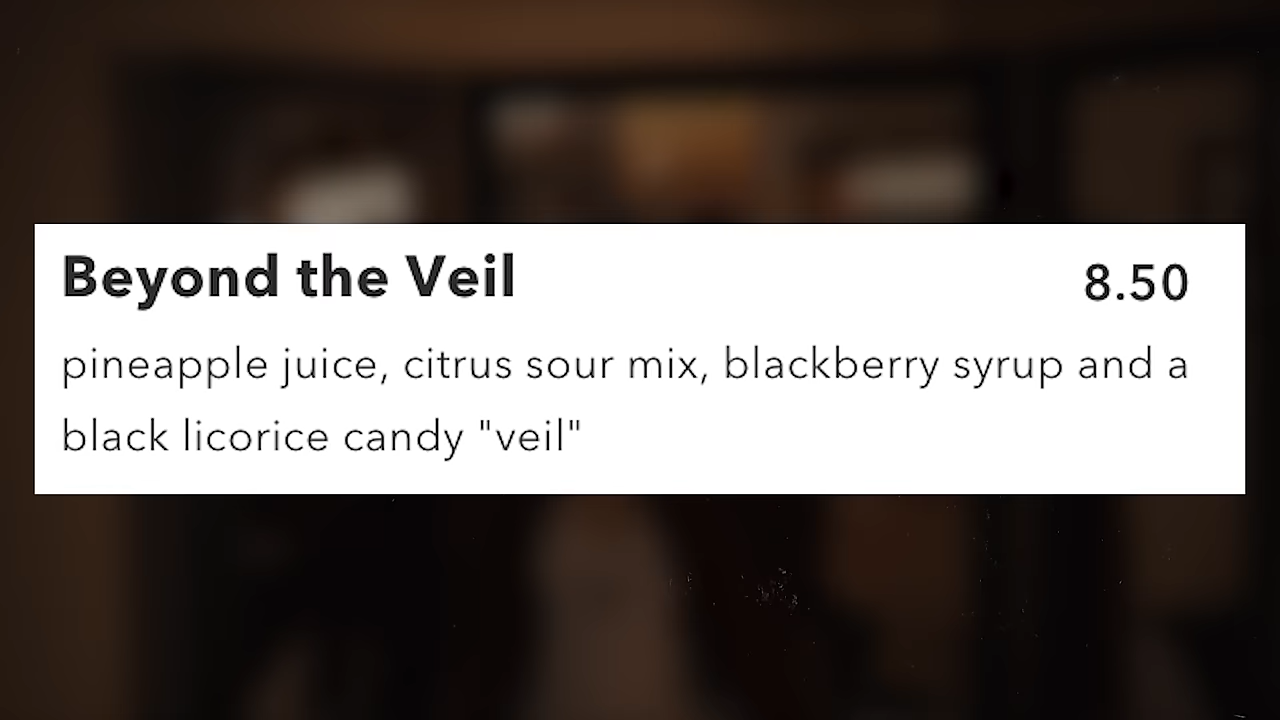 Beyond the Veil 8.50
pineapple juice, citrus sour mix, blackberry syrup and a
black licorice candy "veil"